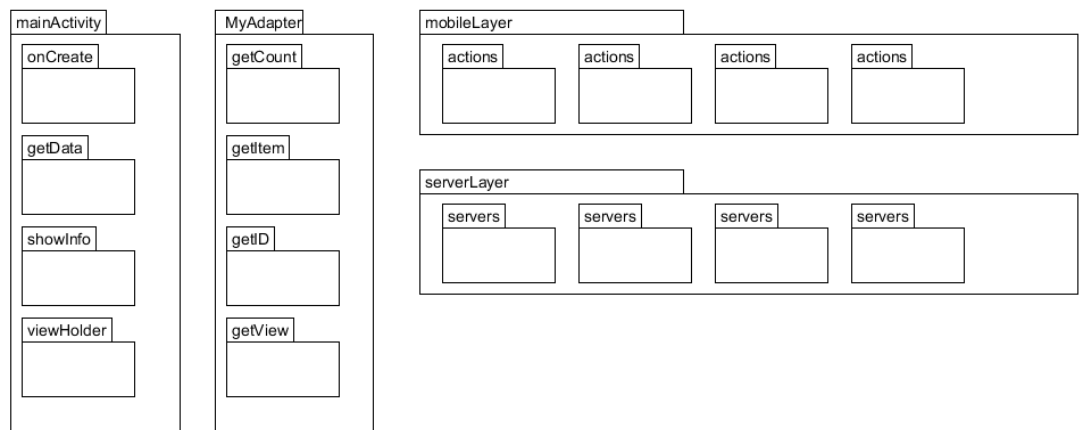 mainActivity
onCreate
getData
showInfo
viewHolder
MyAdapter
getCount
getItem
getID
getView
mobileLayer
actions actions actions actions
serverLayer
servers servers servers servers